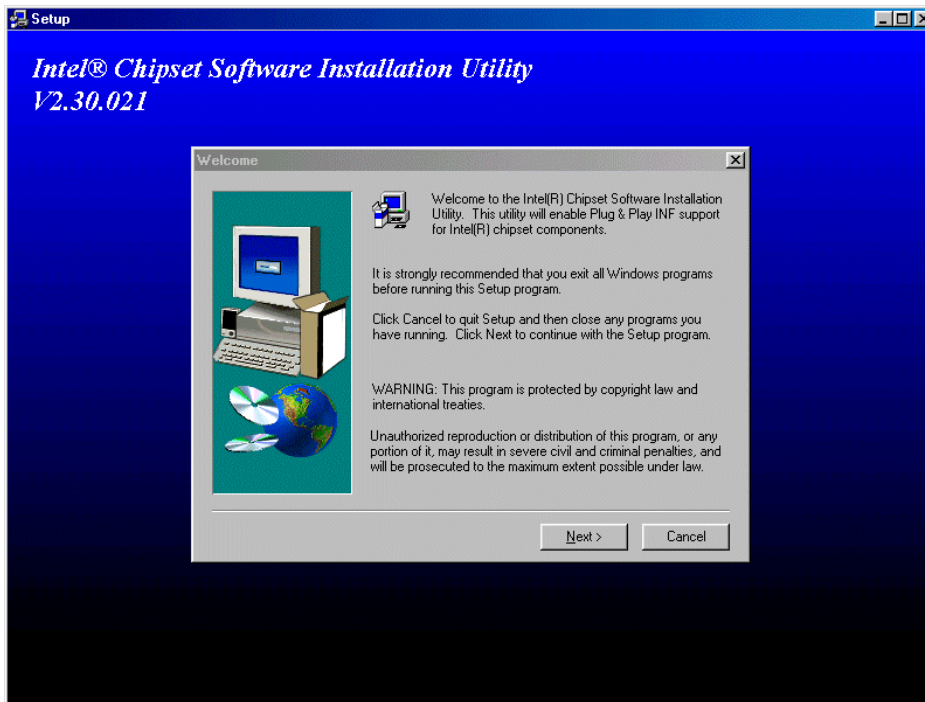 Setup
Intel® Chipset Software Installation Utility
V2.30.021
Welcome
Welcome to the Intel(R) Chipset Software Installation
Utility.  This utility will enable Plug & Play INF support
for Intel(R) chipset components.
It is strongly recommended that you exit all Windows programs
before running this Setup program.
Click Cancel to quit Setup and then close any programs you
have running.  Click Next to continue with the Setup program.
WARNING: This program is protected by copyright law and
international treaties.
Unauthorized reproduction or distribution of this program, or any
portion of it, may result in severe civil and criminal penalties, and
will be prosecuted to the maximum extent possible under law.
Next >
Cancel